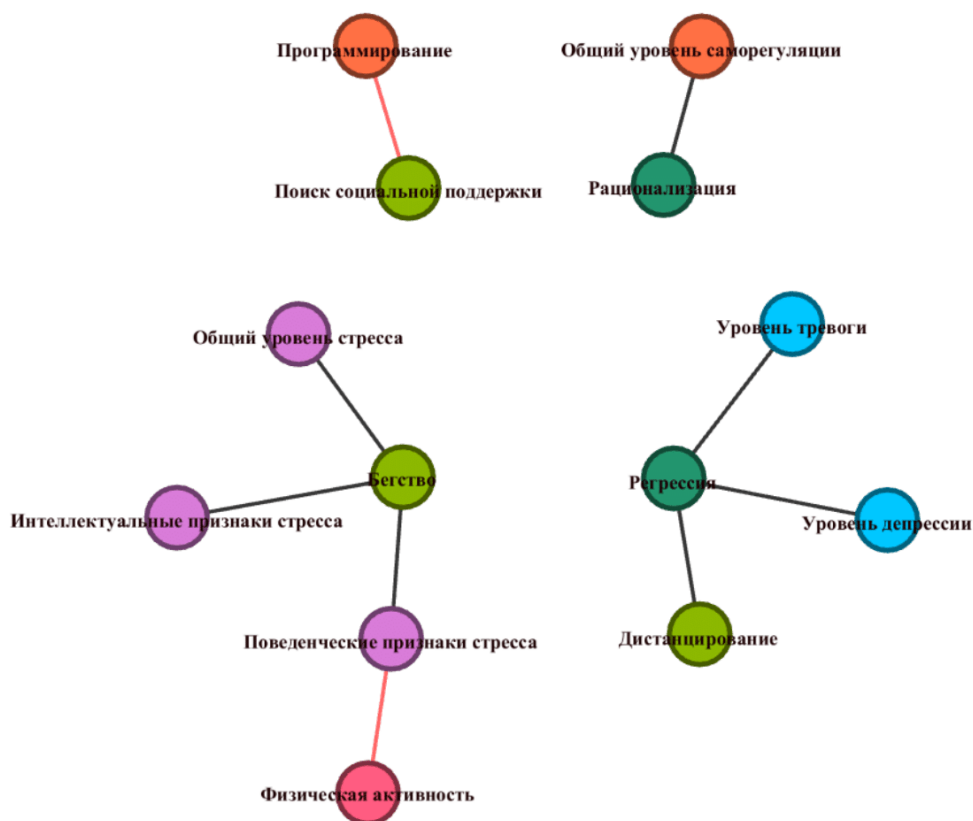 Программирование
Общий уровень саморегуляции
Поиск социальной поддержки
Рационализация
Общий уровень стресса
Уровень тревоги
Бегство
Регрессия
Интеллектуальные признаки стресса
Уровень депрессии
Поведенческие признаки стресса
Дистанцирование
Физическая активность